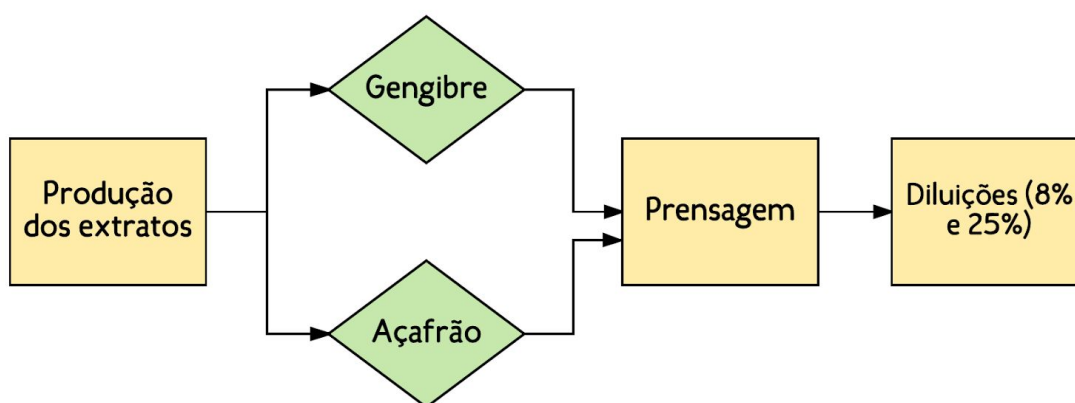 Produção
dos extratos
Gengibre
Açafrão
Prensagem
Diluições (8%
e 25%)